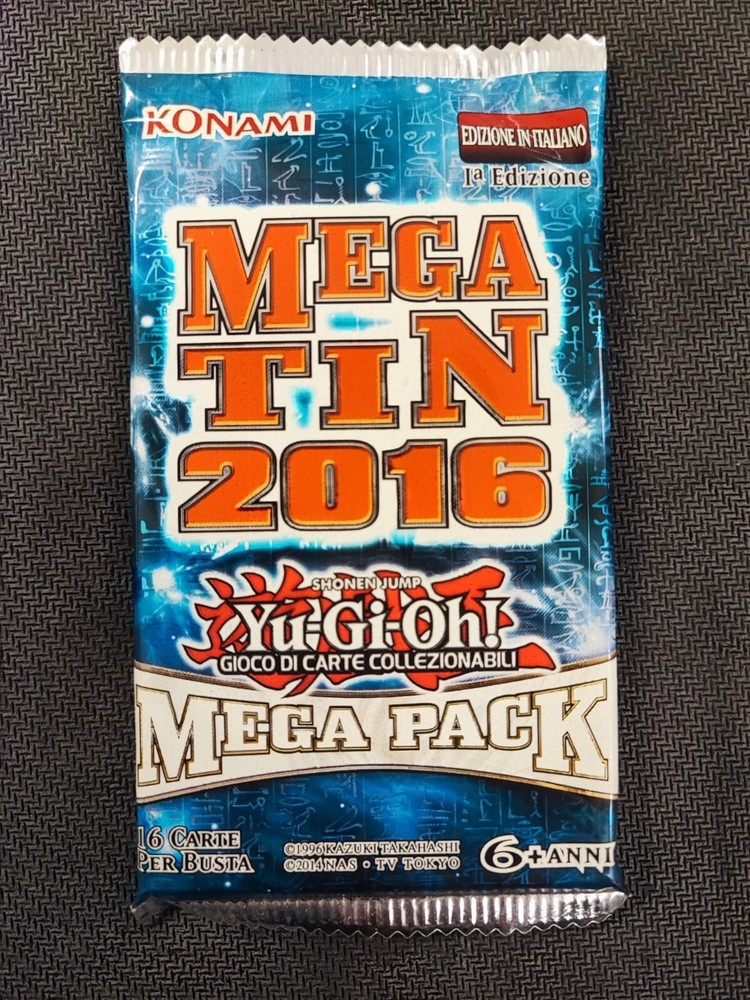 KONAMI
EDIZIONE IN ITALIANO
Iª Edizione
MEGA
TIN
2016
SHONEN JUMP
Yu-Gi-Oh!
GIOCO DI CARTE COLLEZIONABILI
MEGA PACK
16 CARTE
PER BUSTA
©1996 KAZUKI TAKAHASHI
©2014 NAS • TV TOKYO
6+ANNI